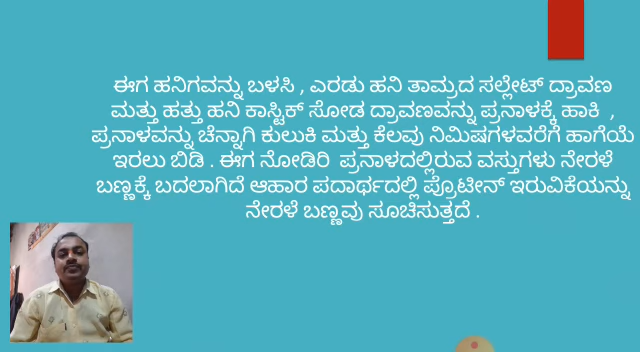 ಈಗ ಹನಿಗವನ್ನು ಬಳಸಿ , ಎರಡು ಹನಿ ತಾಮ್ರದ ಸಲ್ಫೇಟ್ ದ್ರಾವಣ
ಮತ್ತು ಹತ್ತು ಹನಿ ಕಾಸ್ಟಿಕ್ ಸೋಡ ದ್ರಾವಣವನ್ನು ಪ್ರನಾಳಕ್ಕೆ ಹಾಕಿ ,
ಪ್ರನಾಳವನ್ನು ಚೆನ್ನಾಗಿ ಕುಲುಕಿ ಮತ್ತು ಕೆಲವು ನಿಮಿಷಗಳವರೆಗೆ ಹಾಗೆಯೆ
ಇರಲು ಬಿಡಿ . ಈಗ ನೋಡಿರಿ ಪ್ರನಾಳದಲ್ಲಿರುವ ವಸ್ತುಗಳು ನೇರಳೆ
ಬಣ್ಣಕ್ಕೆ ಬದಲಾಗಿದೆ ಆಹಾರ ಪದಾರ್ಥದಲ್ಲಿ ಪ್ರೊಟೀನ್ ಇರುವಿಕೆಯನ್ನು
ನೇರಳೆ ಬಣ್ಣವು ಸೂಚಿಸುತ್ತದೆ .